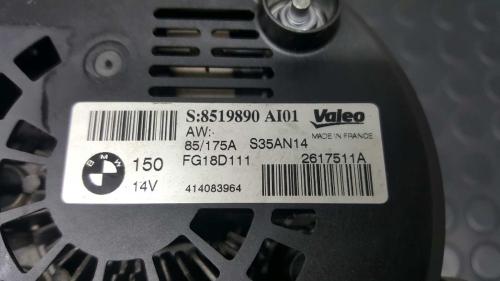 S:8519890 AI01 Valeo
AW:- MADE IN FRANCE
85/175A S35AN14
BMW 150 FG18D111 2617511A
14V 414083964